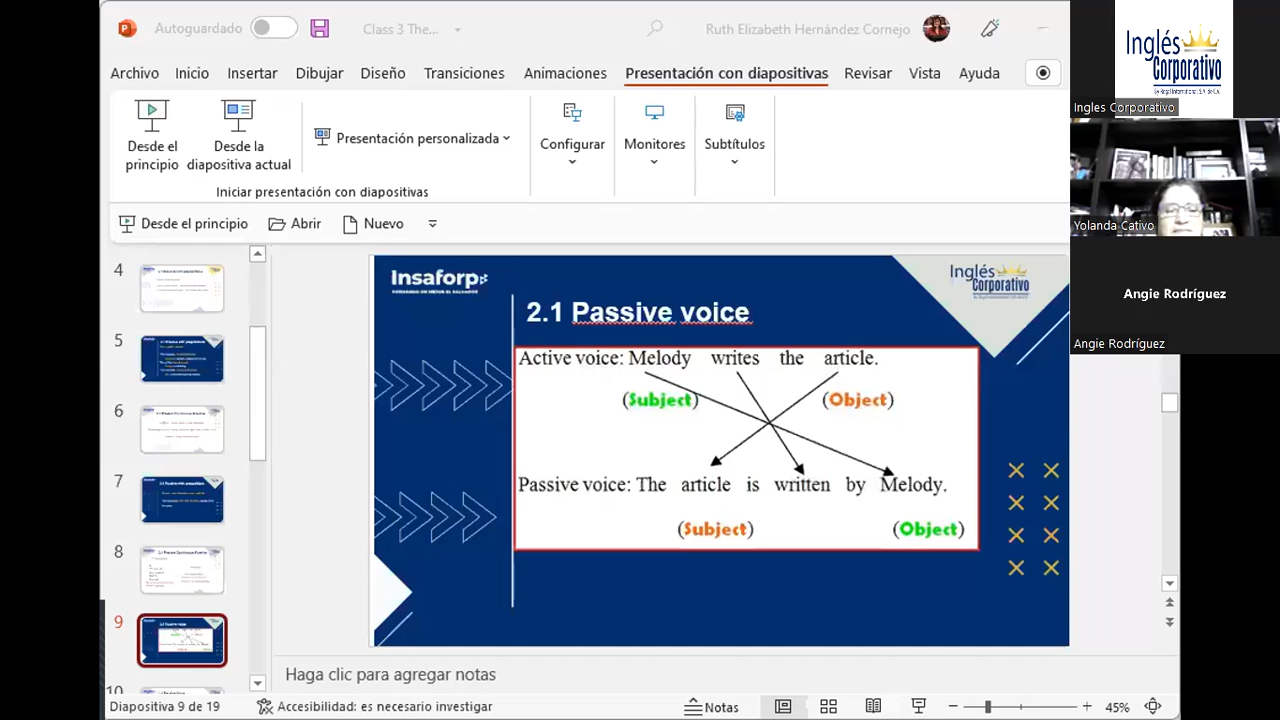 Autoguardado
Class 3 The...
Ruth Elizabeth Hernández Cornejo
Archivo Inicio Insertar Dibujar Diseño Transiciones Animaciones Presentación con diapositivas Revisar Vista Ayuda
Desde el principio
Desde la diapositiva actual
Presentación personalizada
Configurar
Monitores
Subtítulos
Iniciar presentación con diapositivas
Desde el principio Abrir Nuevo
4
5
6
7
8
9
10
Insaforp
Inglés
Corporativo
2.1 Passive voice
Active voice: Melody writes the article.
(Subject) (Object)
Passive voice: The article is written by Melody.
(Subject) (Object)
Haga clic para agregar notas
Diapositiva 9 de 19 Accesibilidad: es necesario investigar Notas 45%
Inglés
Corporativo
Ingles Corporativo
Yolanda Cativo
Angie Rodríguez
Angie Rodríguez